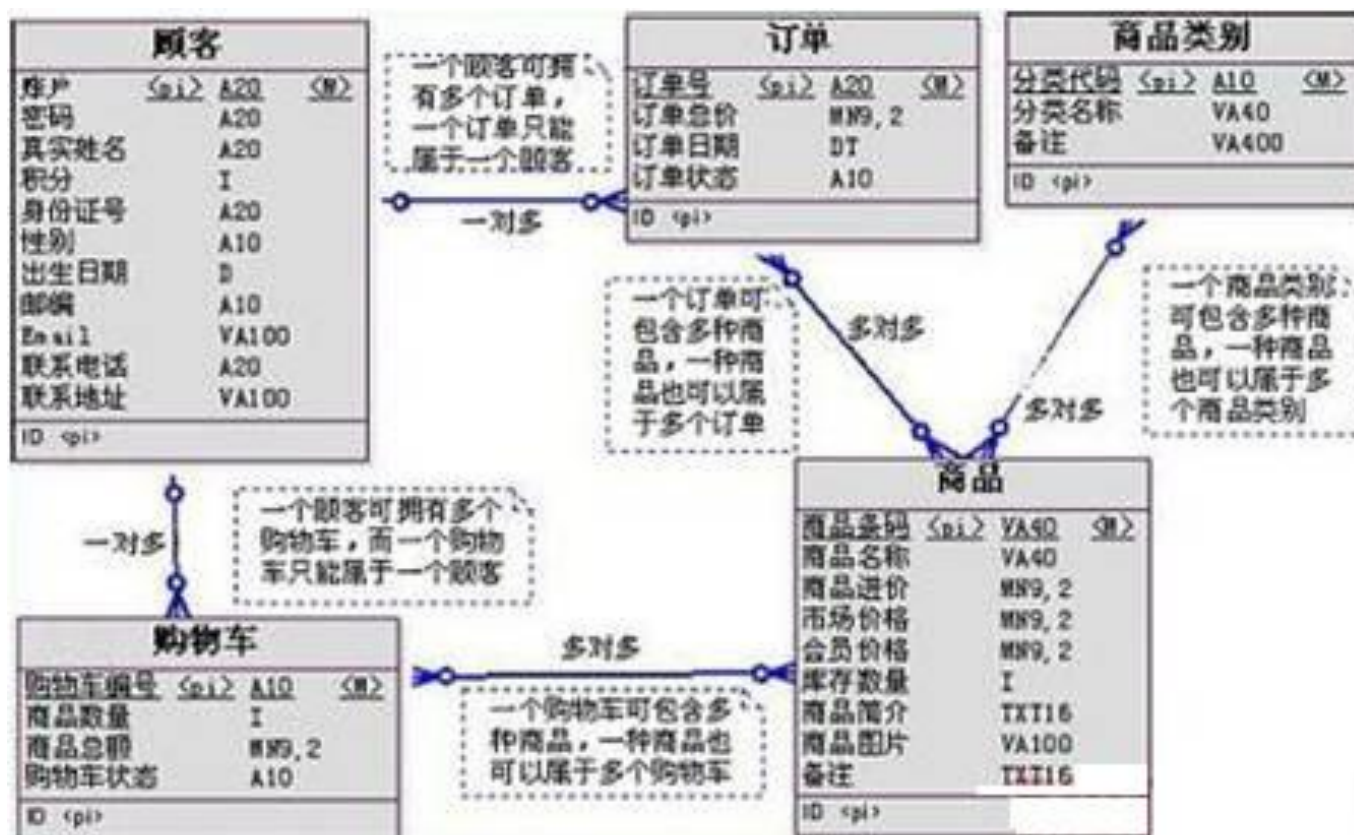 顾客
账户 <pi> A20 <M>
密码 A20
真实姓名 A20
积分 I
身份证号 A20
性别 A10
出生日期 D
邮编 A10
Email VA100
联系电话 A20
联系地址 VA100
ID <pi>
一个顾客可拥
有多个订单，
一个订单只能
属于一个顾客
一对多
订单
订单号 <pi> A20 <M>
订单总价 MN9,2
订单日期 DT
订单状态 A10
ID <pi>
商品类别
分类代码 <pi> A10 <M>
分类名称 VA40
备注 VA400
ID <pi>
一个订单可
包含多种商
品，一种商
品也可以属
于多个订单
多对多
多对多
一个商品类别
可包含多种商
品，一种商品
也可以属于多
个商品类别
一对多
一个顾客可拥有多个
购物车，而一个购物
车只能属于一个顾客
购物车
购物车编号 <pi> A10 <M>
商品数量 I
商品总额 MN9,2
购物车状态 A10
ID <pi>
多对多
一个购物车可包含多
种商品，一种商品也
可以属于多个购物车
商品
商品条码 <pi> VA40 <M>
商品名称 VA40
商品进价 MN9,2
市场价格 MN9,2
会员价格 MN9,2
库存数量 I
商品简介 TXT16
商品图片 VA100
备注 TXT16
ID <pi>